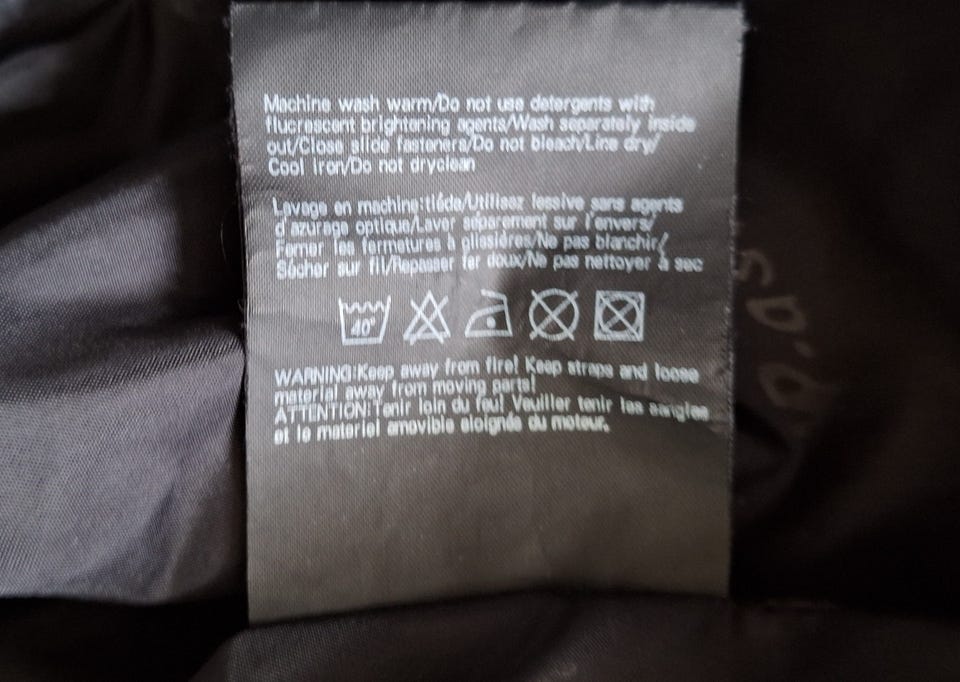 Machine wash warm/Do not use detergents with
fluorescent brightening agents/Wash separately inside
out/Close slide fasteners/Do not bleach/Line dry/
Cool iron/Do not dryclean
Lavage en machine:tiéde/Utilisez lessive sans agents
d'azurage optique/Laver séparement sur l'envers/
Fermer les fermetures à glissiéres/Ne pas blanchir/
Sécher sur fil/Repasser fer doux/Ne pas nettoyer à sec
40°
WARNING:Keep away from fire! Keep straps and loose
material away from moving parts!
ATTENTION:Tenir loin du feu! Veuiller tenir les sangles
et le materiel amovible eloignée du moteur.